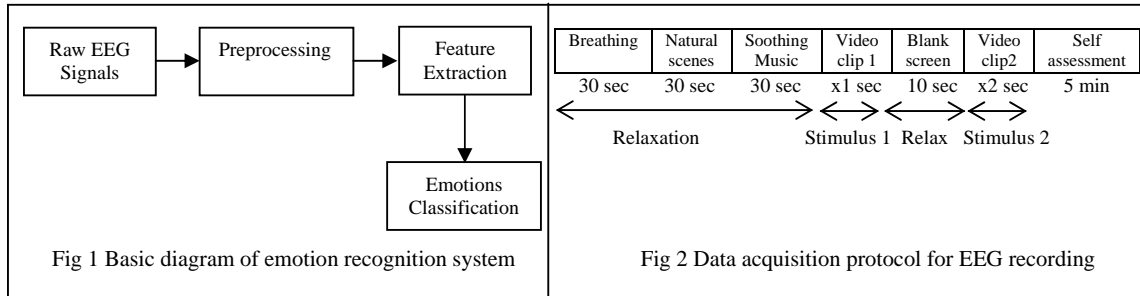 Raw EEG
Signals
Preprocessing
Feature
Extraction
Emotions
Classification
Fig 1 Basic diagram of emotion recognition system
Breathing Natural scenes Soothing Music Video clip 1 Blank screen Video clip2 Self assessment
30 sec 30 sec 30 sec x1 sec 10 sec x2 sec 5 min
Relaxation Stimulus 1 Relax Stimulus 2
Fig 2 Data acquisition protocol for EEG recording